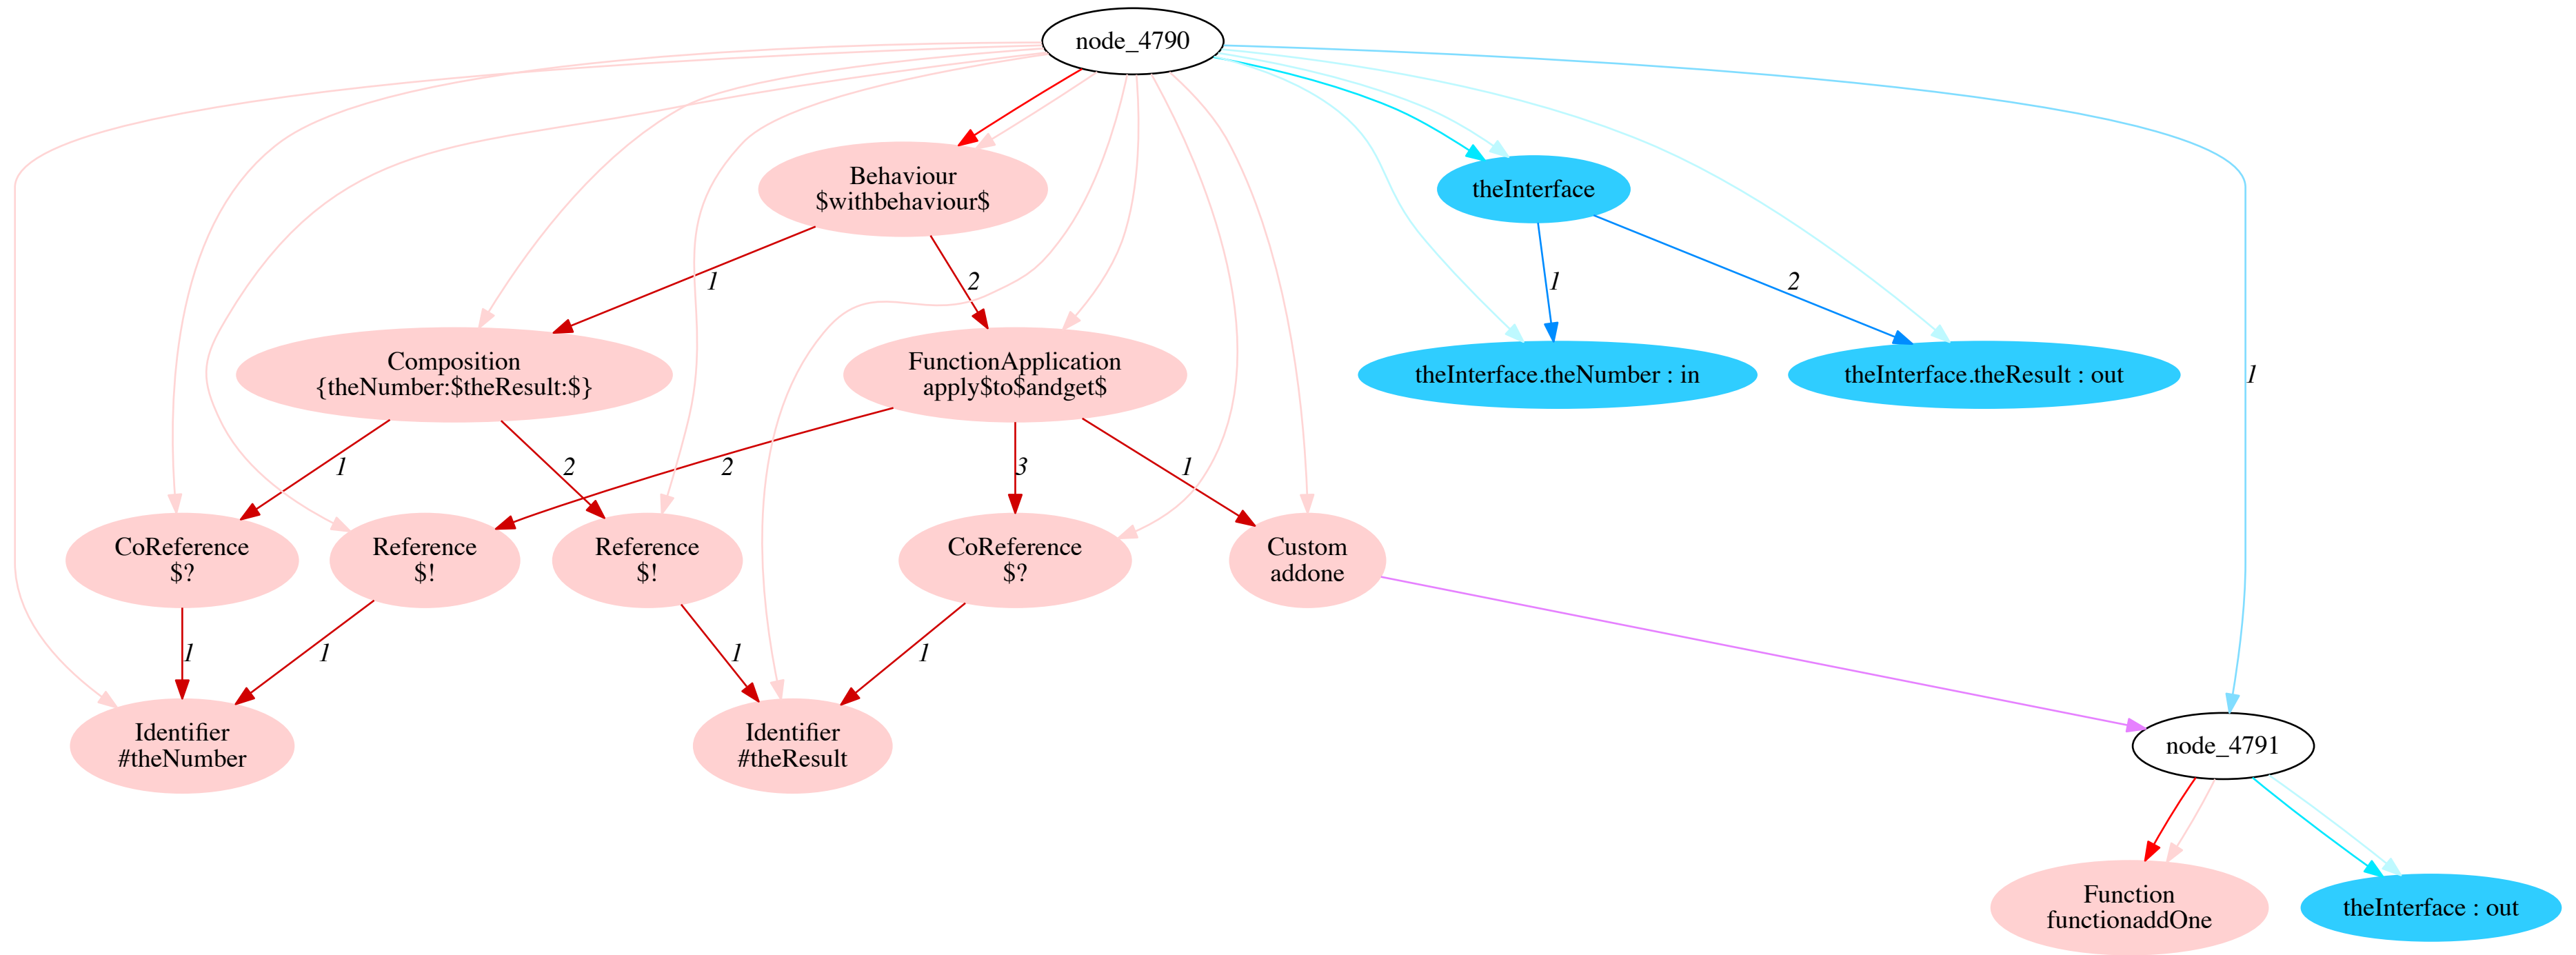 node_4790
Behaviour
$withbehaviour$
theInterface
1
2
1
2
Composition
{theNumber:$theResult:$}
FunctionApplication
apply$to$andget$
theInterface.theNumber : in
theInterface.theResult : out
1
1
2
2
3
1
CoReference
$?
Reference
$!
Reference
$!
CoReference
$?
Custom
addone
1
1
1
1
Identifier
#theNumber
Identifier
#theResult
node_4791
Function
functionaddOne
theInterface : out